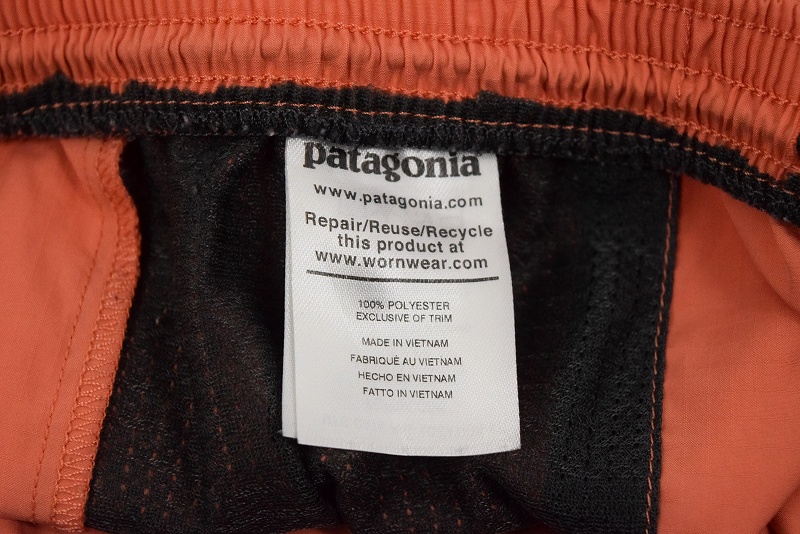 patagonia
www.patagonia.com
Repair/Reuse/Recycle
this product at
www.wornwear.com
100% POLYESTER
EXCLUSIVE OF TRIM
MADE IN VIETNAM
FABRIQUÉ AU VIETNAM
HECHO EN VIETNAM
FATTO IN VIETNAM